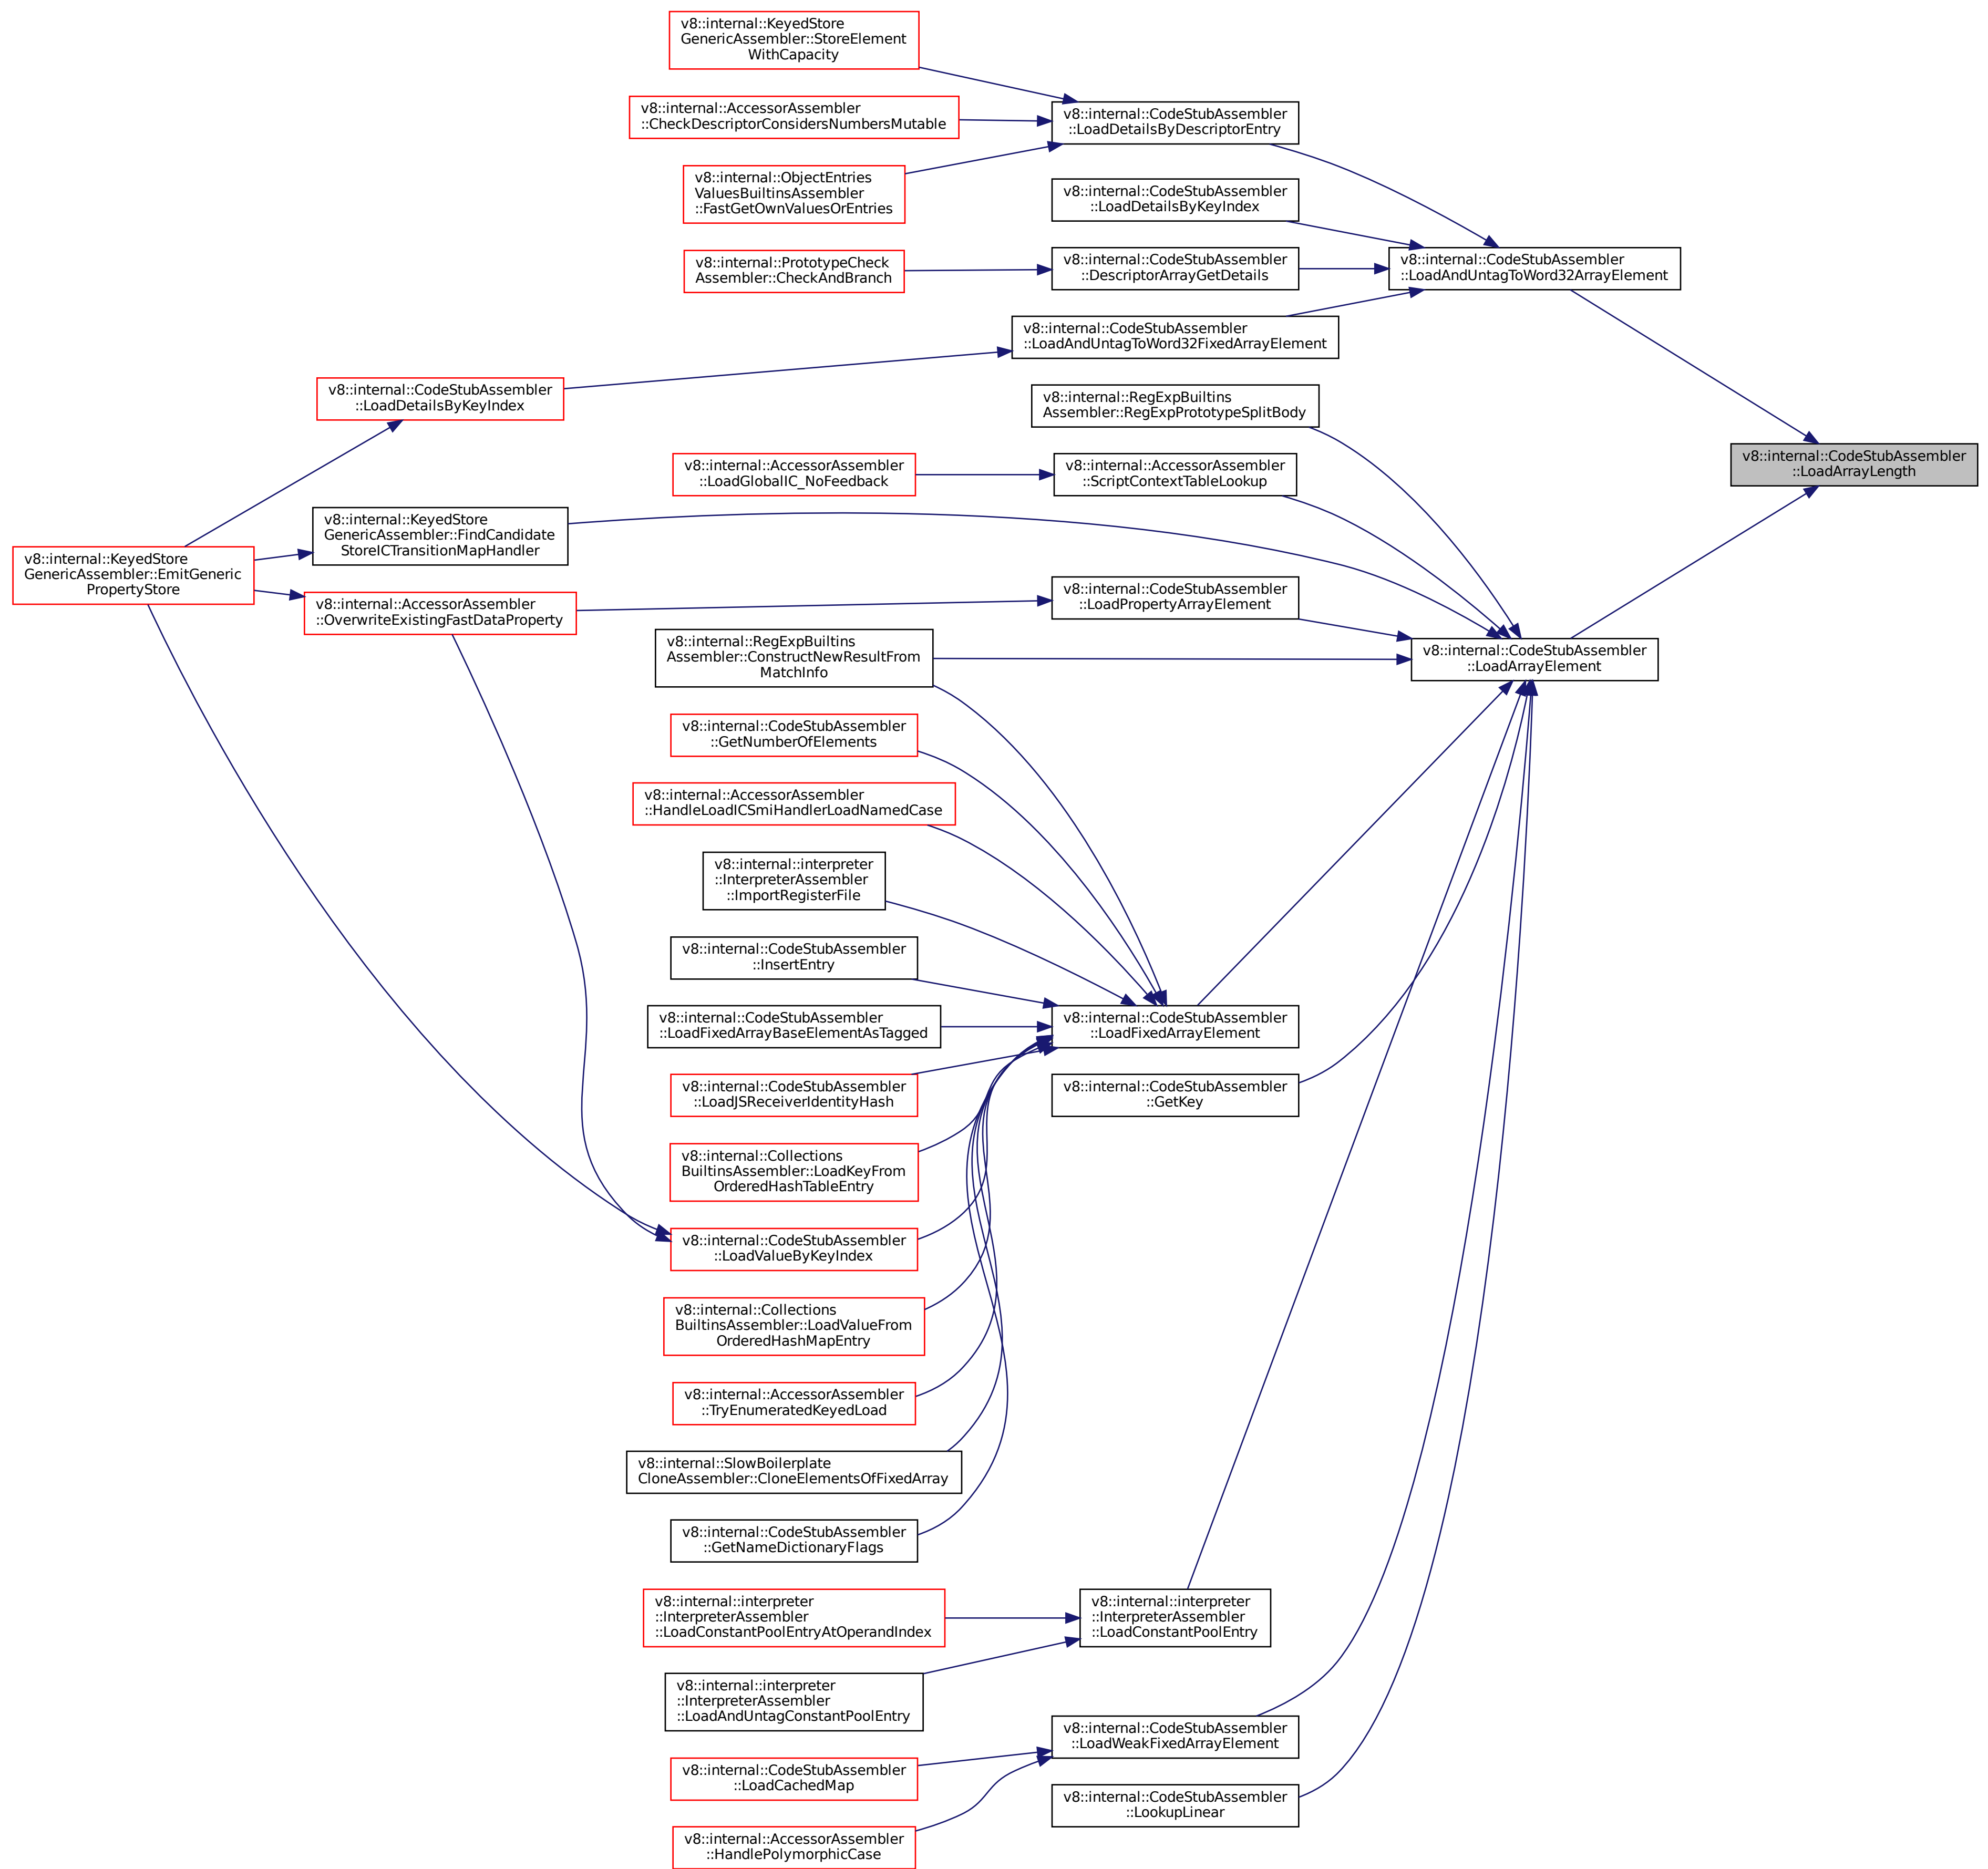 v8::internal::KeyedStore
GenericAssembler::StoreElement
WithCapacity
v8::internal::AccessorAssembler
::CheckDescriptorConsidersNumbersMutable
v8::internal::CodeStubAssembler
::LoadDetailsByDescriptorEntry
v8::internal::ObjectEntries
ValuesBuiltinsAssembler
::FastGetOwnValuesOrEntries
v8::internal::CodeStubAssembler
::LoadDetailsByKeyIndex
v8::internal::PrototypeCheck
Assembler::CheckAndBranch
v8::internal::CodeStubAssembler
::DescriptorArrayGetDetails
v8::internal::CodeStubAssembler
::LoadAndUntagToWord32ArrayElement
v8::internal::CodeStubAssembler
::LoadAndUntagToWord32FixedArrayElement
v8::internal::CodeStubAssembler
::LoadDetailsByKeyIndex
v8::internal::RegExpBuiltins
Assembler::RegExpPrototypeSplitBody
v8::internal::CodeStubAssembler
::LoadArrayLength
v8::internal::AccessorAssembler
::LoadGlobalIC_NoFeedback
v8::internal::AccessorAssembler
::ScriptContextTableLookup
v8::internal::KeyedStore
GenericAssembler::FindCandidate
StoreICTransitionMapHandler
v8::internal::KeyedStore
GenericAssembler::EmitGeneric
PropertyStore
v8::internal::AccessorAssembler
::OverwriteExistingFastDataProperty
v8::internal::CodeStubAssembler
::LoadPropertyArrayElement
v8::internal::RegExpBuiltins
Assembler::ConstructNewResultFrom
MatchInfo
v8::internal::CodeStubAssembler
::LoadArrayElement
v8::internal::CodeStubAssembler
::GetNumberOfElements
v8::internal::AccessorAssembler
::HandleLoadICSmiHandlerLoadNamedCase
v8::internal::interpreter
::InterpreterAssembler
::ImportRegisterFile
v8::internal::CodeStubAssembler
::InsertEntry
v8::internal::CodeStubAssembler
::LoadFixedArrayBaseElementAsTagged
v8::internal::CodeStubAssembler
::LoadFixedArrayElement
v8::internal::CodeStubAssembler
::LoadJSReceiverIdentityHash
v8::internal::CodeStubAssembler
::GetKey
v8::internal::Collections
BuiltinsAssembler::LoadKeyFrom
OrderedHashTableEntry
v8::internal::CodeStubAssembler
::LoadValueByKeyIndex
v8::internal::Collections
BuiltinsAssembler::LoadValueFrom
OrderedHashMapEntry
v8::internal::AccessorAssembler
::TryEnumeratedKeyedLoad
v8::internal::SlowBoilerplate
CloneAssembler::CloneElementsOfFixedArray
v8::internal::CodeStubAssembler
::GetNameDictionaryFlags
v8::internal::interpreter
::InterpreterAssembler
::LoadConstantPoolEntryAtOperandIndex
v8::internal::interpreter
::InterpreterAssembler
::LoadConstantPoolEntry
v8::internal::interpreter
::InterpreterAssembler
::LoadAndUntagConstantPoolEntry
v8::internal::CodeStubAssembler
::LoadWeakFixedArrayElement
v8::internal::CodeStubAssembler
::LoadCachedMap
v8::internal::CodeStubAssembler
::LookupLinear
v8::internal::AccessorAssembler
::HandlePolymorphicCase